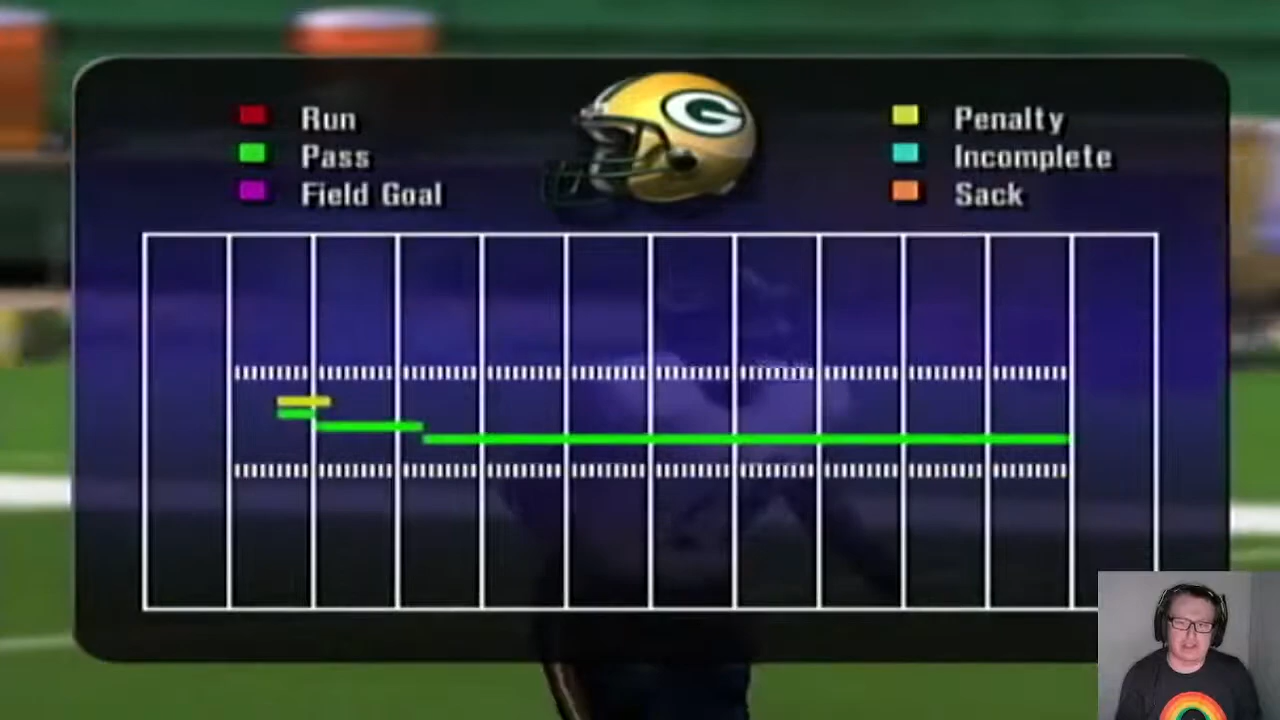 Run
Pass
Field Goal
G
Penalty
Incomplete
Sack